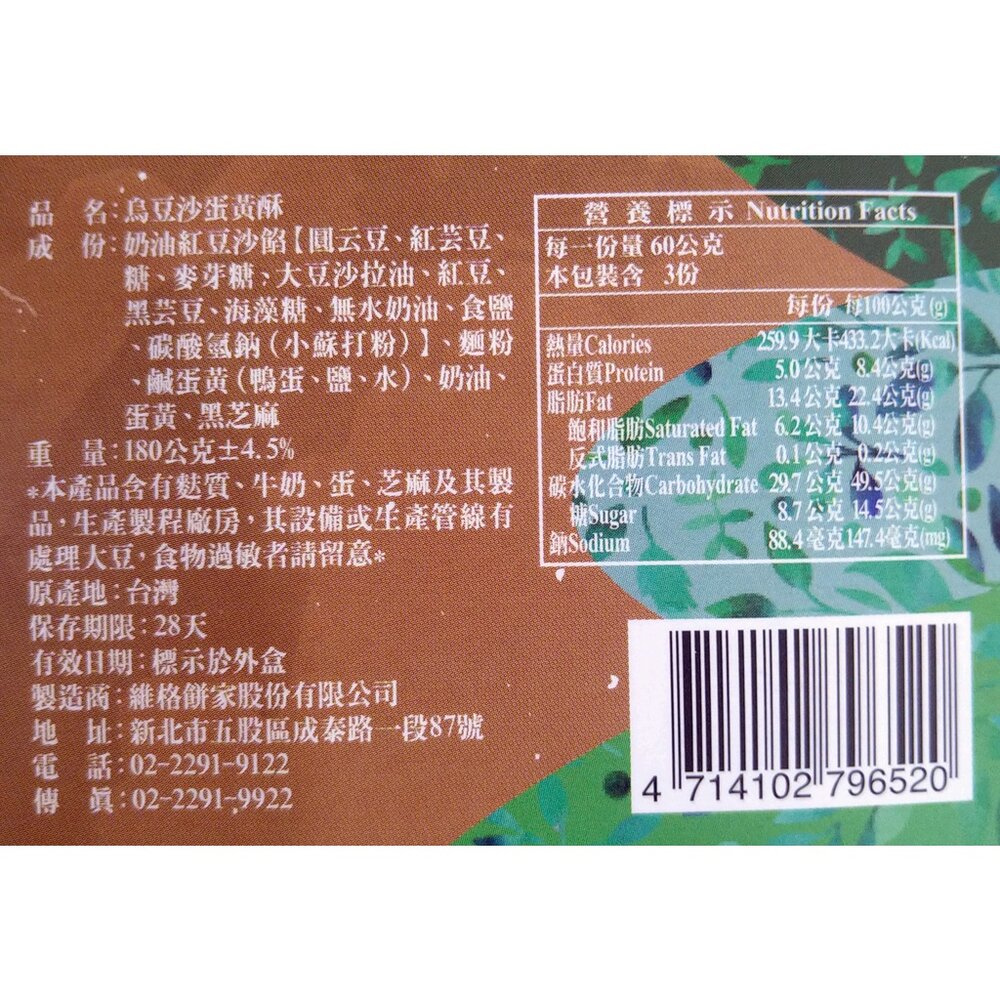 品　名：烏豆沙蛋黃酥
成　份：奶油紅豆沙餡【圓云豆、紅芸豆、
糖、麥芽糖：大豆沙拉油、紅豆、
黑芸豆、海藻糖、無水奶油、食鹽
、碳酸氫鈉（小蘇打粉）】、麵粉
、鹹蛋黃（鴨蛋、鹽、水）、奶油、
蛋黃、黑芝麻
重　量：180公克±4.5%
*本產品含有麩質、牛奶、蛋、芝麻及其製
品，生產製程廠房，其設備或生產管線有
處理大豆，食物過敏者請留意*
原產地：台灣
保存期限：28天
有效日期：標示於外盒
製造商：維格餅家股份有限公司
地　址：新北市五股區成泰路一段87號
電　話：02-2291-9122
傳　眞：02-2291-9922
營養標示 Nutrition Facts
每一份量 60公克
本包裝含 3份
每份 每100公克(g)
熱量Calories 259.9大卡433.2大卡(Kcal)
蛋白質Protein 5.0公克 8.4公克(g)
脂肪Fat 13.4公克 22.4公克(g)
飽和脂肪Saturated Fat 6.2公克 10.4公克(g)
反式脂肪Trans Fat 0.1公克 0.2公克(g)
碳水化合物Carbohydrate 29.7公克 49.5公克(g)
糖Sugar 8.7公克 14.5公克(g)
鈉Sodium 88.4毫克147.4毫克(mg)
4 714102 796520